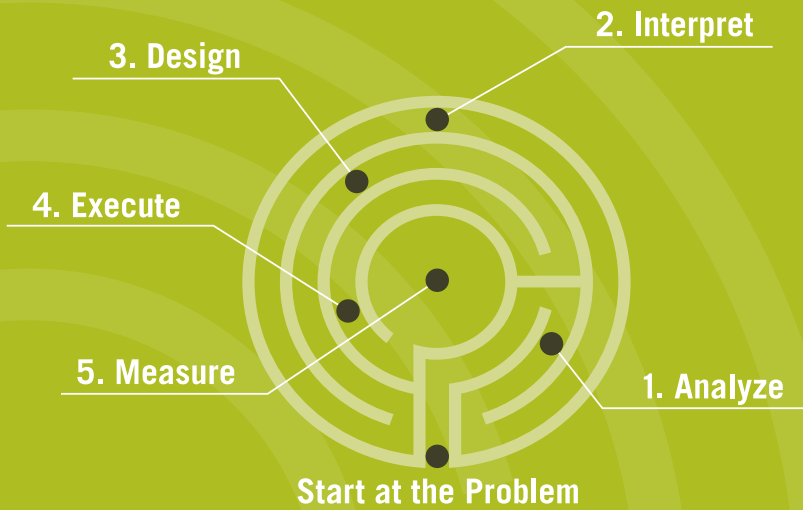 2. Interpret
3. Design
4. Execute
5. Measure
1. Analyze
Start at the Problem